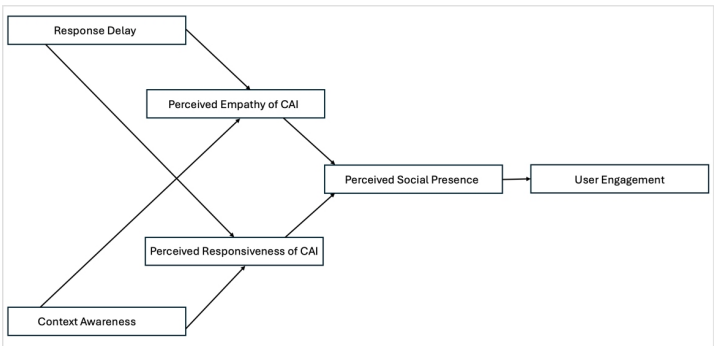 Response Delay
Perceived Empathy of CAI
Perceived Social Presence
User Engagement
Perceived Responsiveness of CAI
Context Awareness